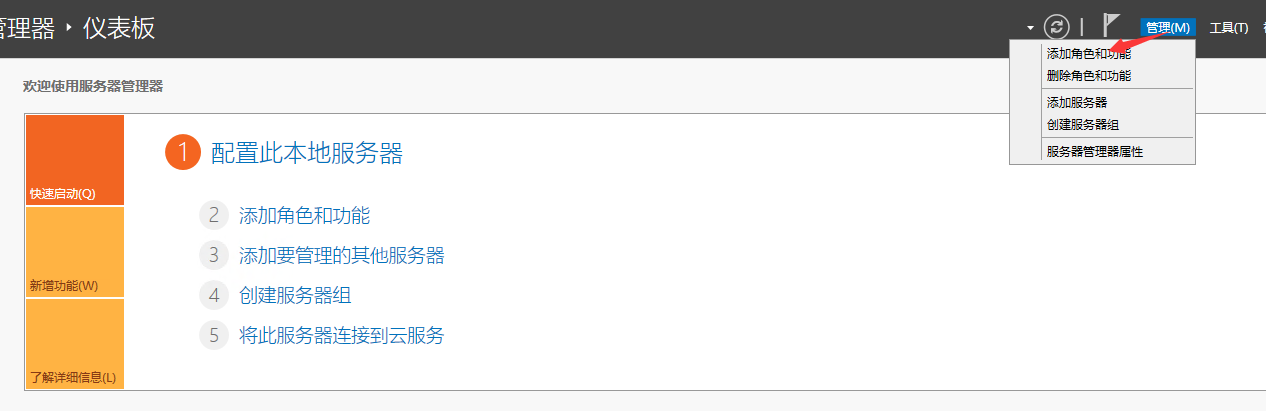 管理器 ‣ 仪表板
管理(M) 工具(T)
添加角色和功能
删除角色和功能
添加服务器
创建服务器组
服务器管理器属性
欢迎使用服务器管理器
快速启动(Q)
新增功能(W)
了解详细信息(L)
1 配置此本地服务器
2 添加角色和功能
3 添加要管理的其他服务器
4 创建服务器组
5 将此服务器连接到云服务